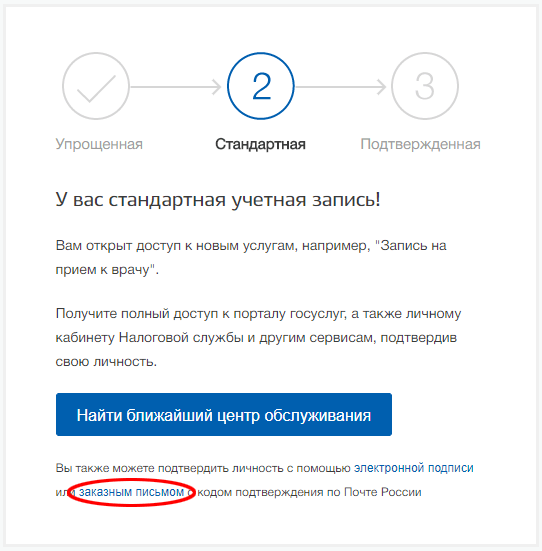 2
3
Упрощенная
Стандартная
Подтвержденная
У вас стандартная учетная запись!
Вам открыт доступ к новым услугам, например, "Запись на
прием к врачу".
Получите полный доступ к порталу госуслуг, а также личному
кабинету Налоговой службы и другим сервисам, подтвердив
свою личность.
Найти ближайший центр обслуживания
Вы также можете подтвердить личность с помощью электронной подписи
или заказным письмом с кодом подтверждения по Почте России